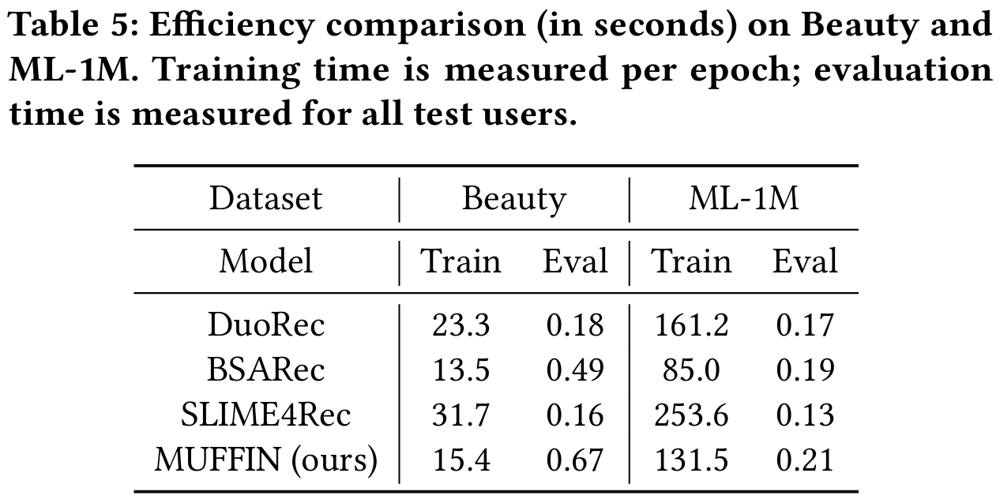 Table 5: Efficiency comparison (in seconds) on Beauty and
ML-1M. Training time is measured per epoch; evaluation
time is measured for all test users.
Dataset Beauty ML-1M
Model Train Eval Train Eval
DuoRec 23.3 0.18 161.2 0.17
BSARec 13.5 0.49 85.0 0.19
SLIME4Rec 31.7 0.16 253.6 0.13
MUFFIN (ours) 15.4 0.67 131.5 0.21